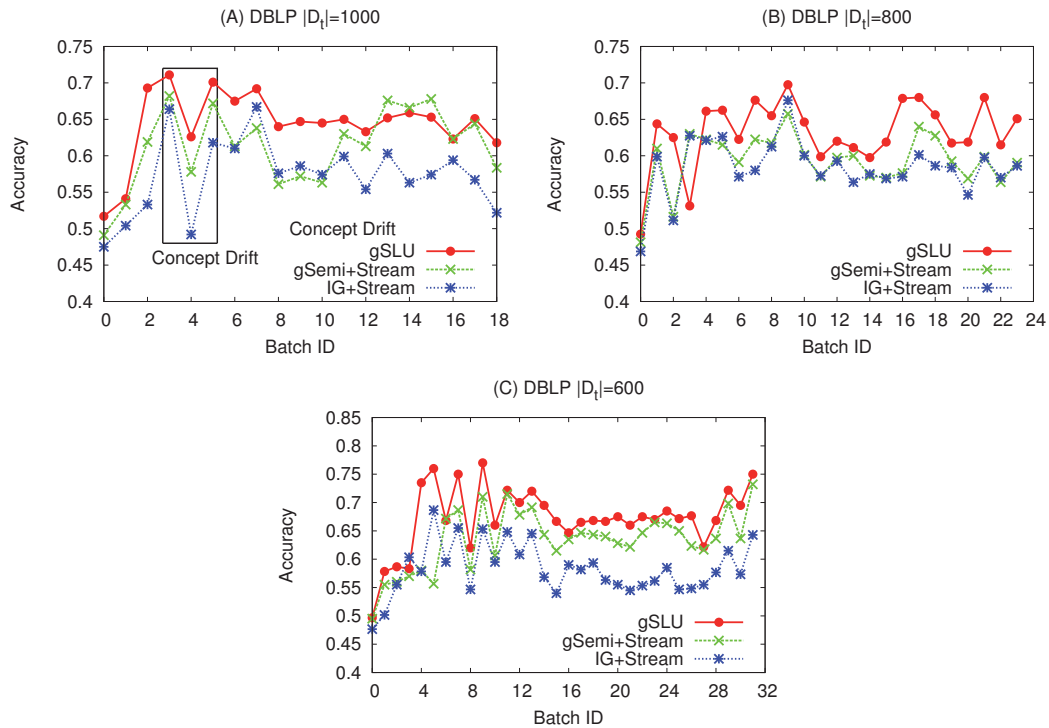 (A) DBLP |Dt|=1000
Accuracy
0.75
0.7
0.65
0.6
0.55
0.5
0.45
0.4
0 2 4 6 8 10 12 14 16 18
Batch ID
Concept Drift
Concept Drift
gSLU
gSemi+Stream
IG+Stream
(B) DBLP |Dt|=800
Accuracy
0.75
0.7
0.65
0.6
0.55
0.5
0.45
0.4
0 2 4 6 8 10 12 14 16 18 20 22 24
Batch ID
gSLU
gSemi+Stream
IG+Stream
(C) DBLP |Dt|=600
Accuracy
0.85
0.8
0.75
0.7
0.65
0.6
0.55
0.5
0.45
0.4
0 4 8 12 16 20 24 28 32
Batch ID
gSLU
gSemi+Stream
IG+Stream